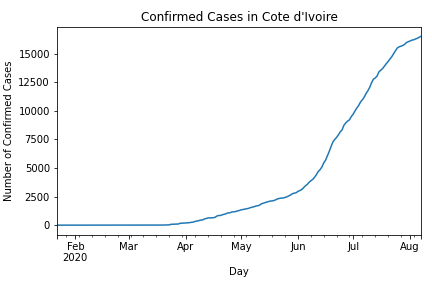 Confirmed Cases in Cote d'Ivoire
Number of Confirmed Cases
15000
12500
10000
7500
5000
2500
0
Feb Mar Apr May Jun Jul Aug
2020
Day